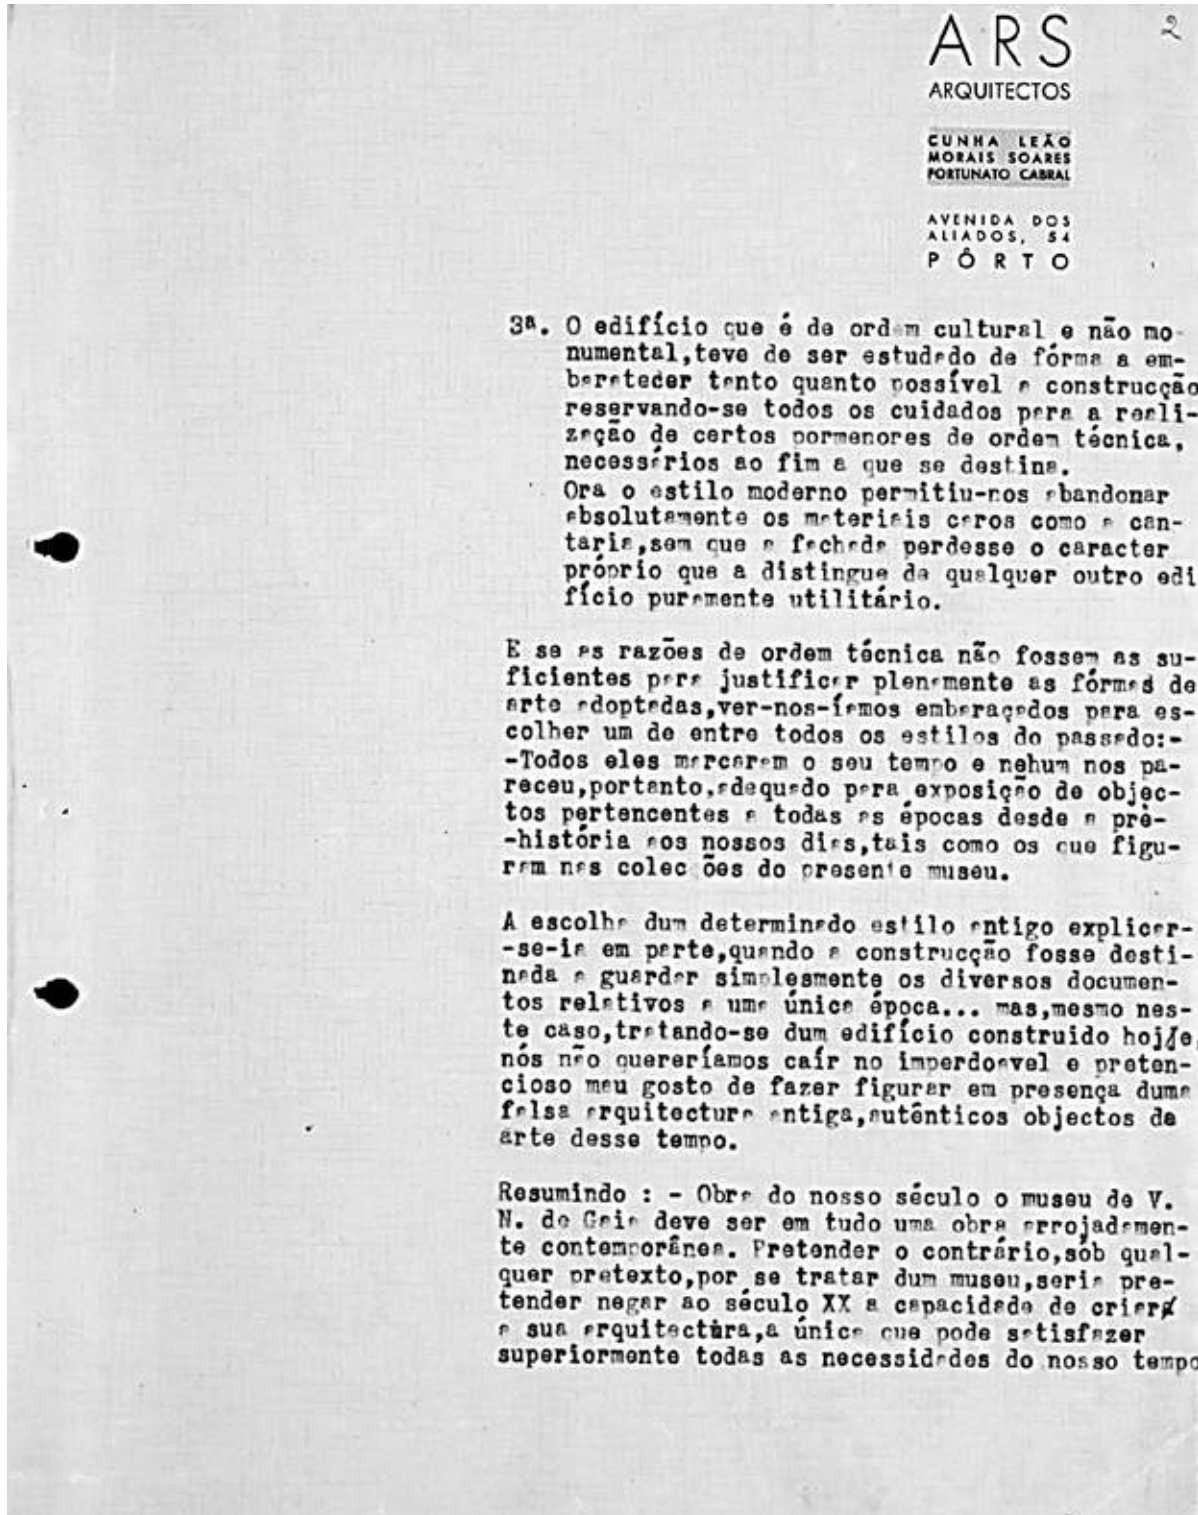 ARS
2
ARQUITECTOS
CUNHA LEÃO
MORAIS SOARES
FORTUNATO CABRAL
AVENIDA DOS
ALIADOS, 54
PÔRTO
3ª. O edifício que é de ordem cultural e não mo-
numental,teve de ser estudado de fórma a em-
barateder tanto quanto possível a construcção
reservando-se todos os cuidados para a reali-
zação de certos pormenores de ordem técnica,
necessários ao fim a que se destina.
Ora o estilo moderno permitiu-nos abandonar
absolutamente os materiais caros como a can-
taria,sem que a fachada perdesse o caracter
próprio que a distingue de qualquer outro edi
fício puramente utilitário.
E se as razões de ordem técnica não fossem as su-
ficientes para justificar plenamente as fórmas de
arte adoptadas,ver-nos-íamos embaraçados para es-
colher um de entre todos os estilos do passado:-
-Todos eles marcaram o seu tempo e nehum nos pa-
receu,portanto,adequado para exposição de objec-
tos pertencentes a todas as épocas desde a prè-
-história aos nossos dias,tais como os que figu-
ram nas colecções do presente museu.
A escolha dum determinado estilo antigo explicar-
-se-ia em parte,quando a construcção fosse desti-
nada a guardar simplesmente os diversos documen-
tos relativos a uma única época... mas,mesmo nes-
te caso,tratando-se dum edifício construido hoje,
nós não quereríamos caír no imperdoavel e preten-
cioso mau gosto de fazer figurar em presença duma
falsa arquitectura antiga,autênticos objectos de
arte desse tempo.
Resumindo : - Obra do nosso século o museu de V.
N. de Gaia deve ser em tudo uma obra arrojadamen-
te contemporânea. Pretender o contrário,sob qual-
quer pretexto,por se tratar dum museu,seria pre-
tender negar ao século XX a capacidade de criar
a sua arquitectura,a única que pode satisfazer
superiormente todas as necessidades do nosso tempo